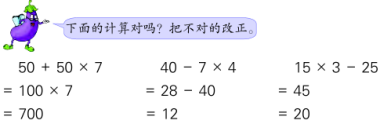 下面的计算对吗？把不对的改正。
50 + 50 × 7 40 - 7 × 4 15 × 3 - 25
= 100 × 7 = 28 - 40 = 45
= 700 = 12 = 20